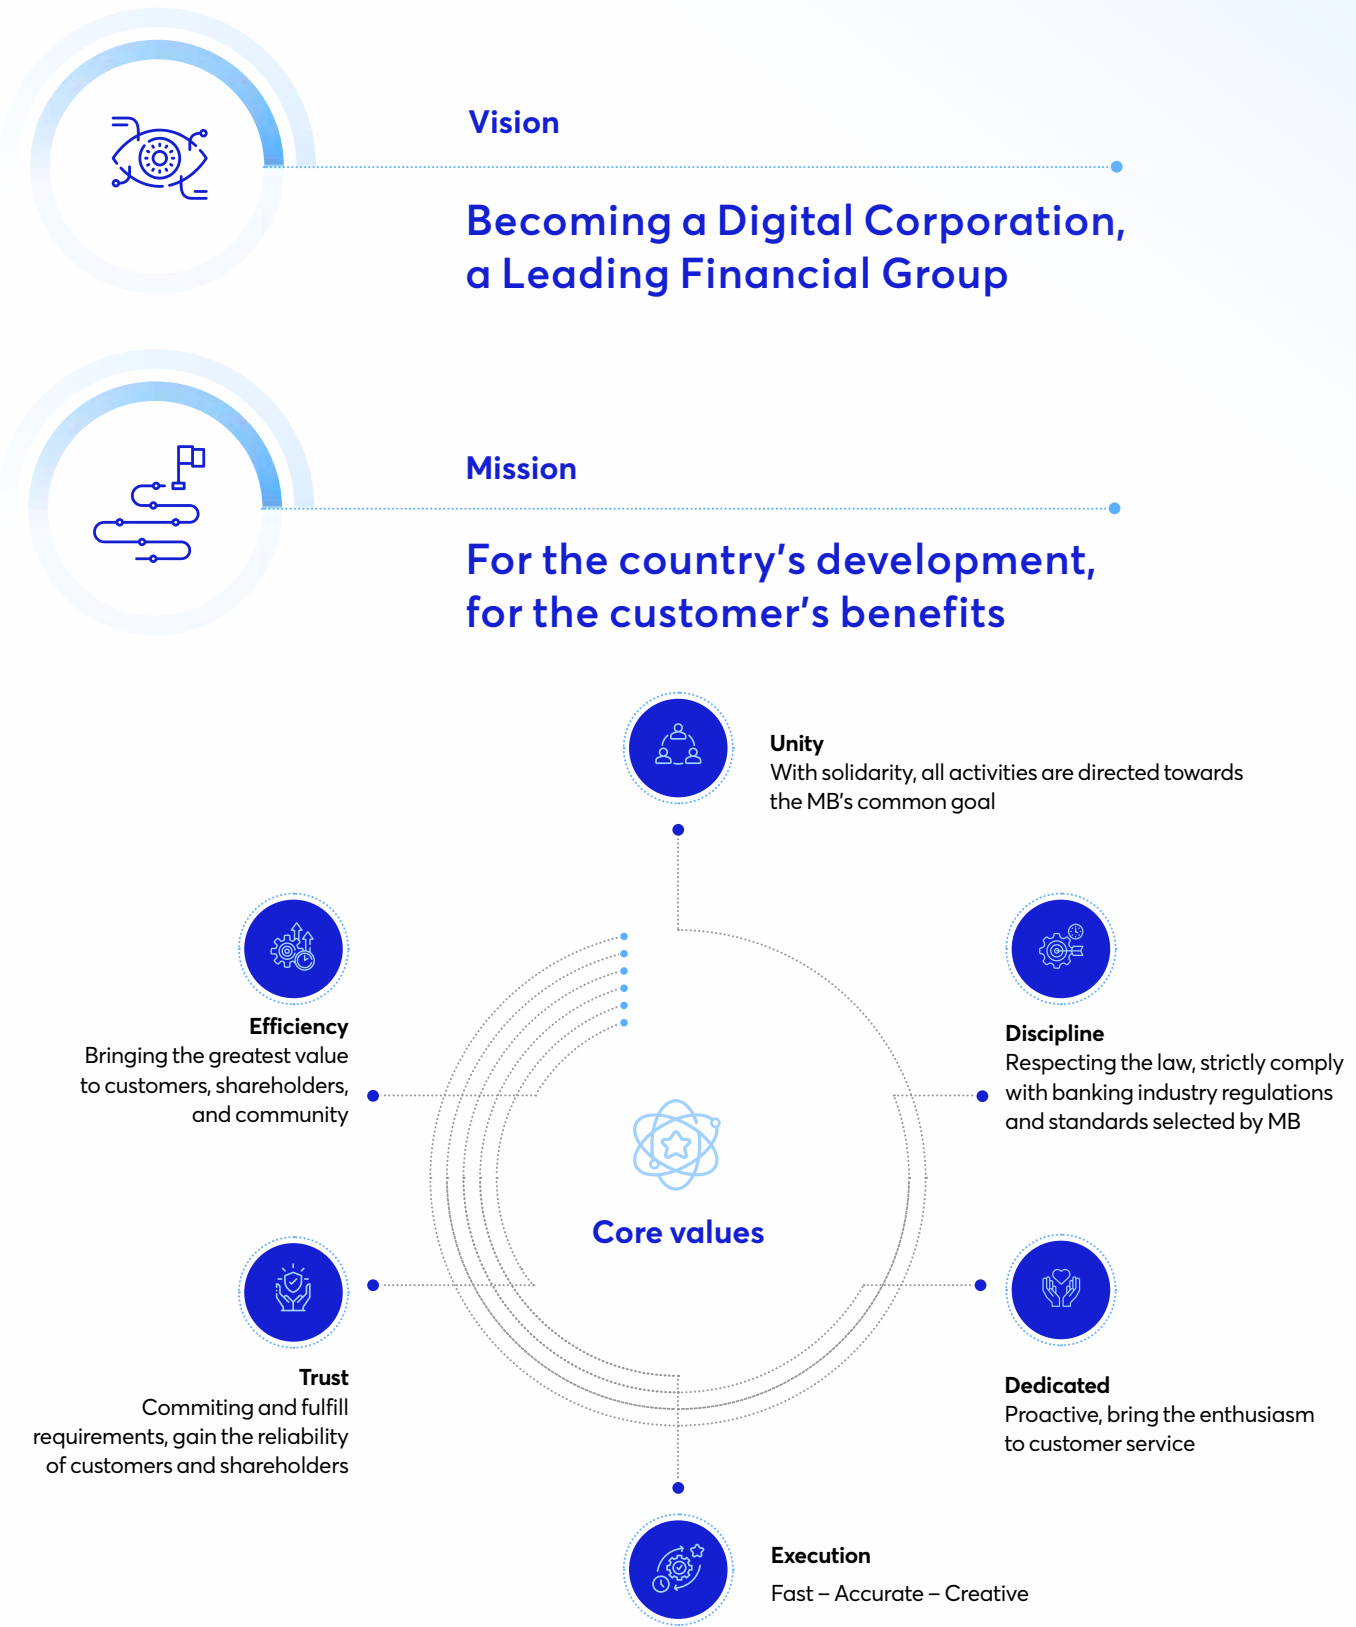 Vision
Becoming a Digital Corporation,
a Leading Financial Group
Mission
For the country's development,
for the customer's benefits
Unity
With solidarity, all activities are directed towards
the MB's common goal
Efficiency
Bringing the greatest value
to customers, shareholders,
and community
Discipline
Respecting the law, strictly comply
with banking industry regulations
and standards selected by MB
Core values
Trust
Commiting and fulfill
requirements, gain the reliability
of customers and shareholders
Dedicated
Proactive, bring the enthusiasm
to customer service
Execution
Fast – Accurate – Creative